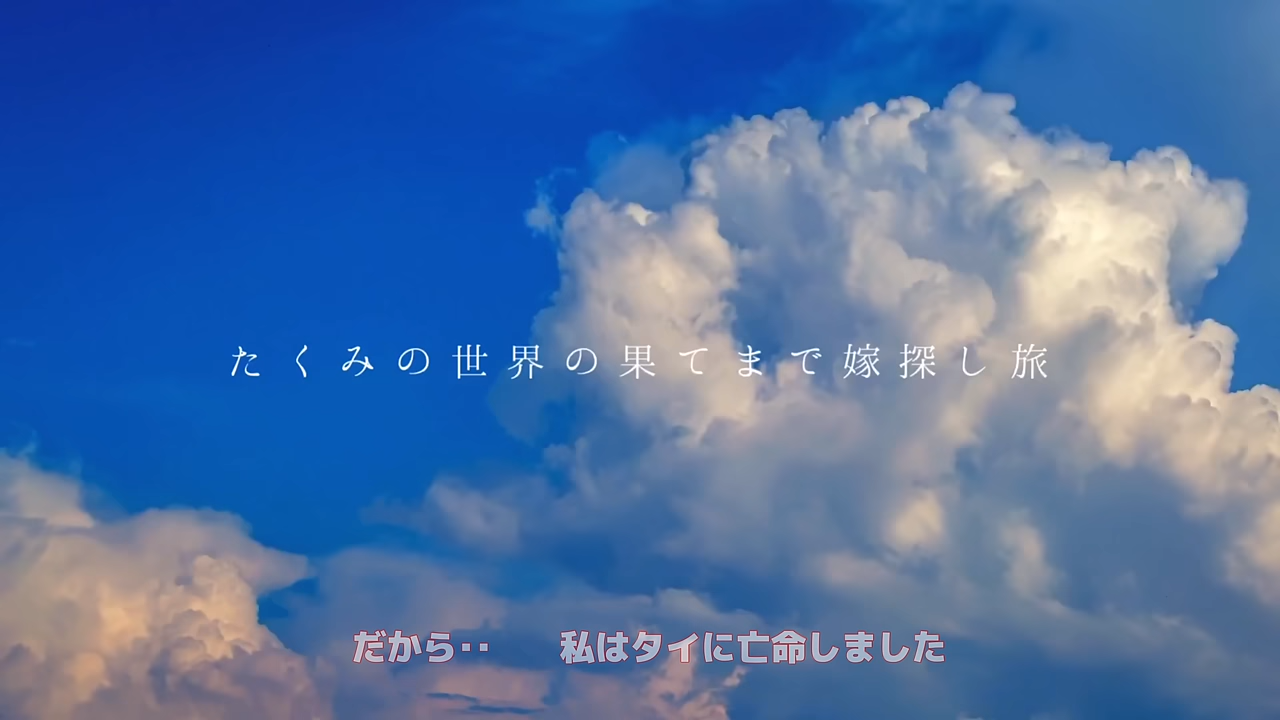 たくみの世界の果てまで嫁探し旅
だから‥　私はタイに亡命しました